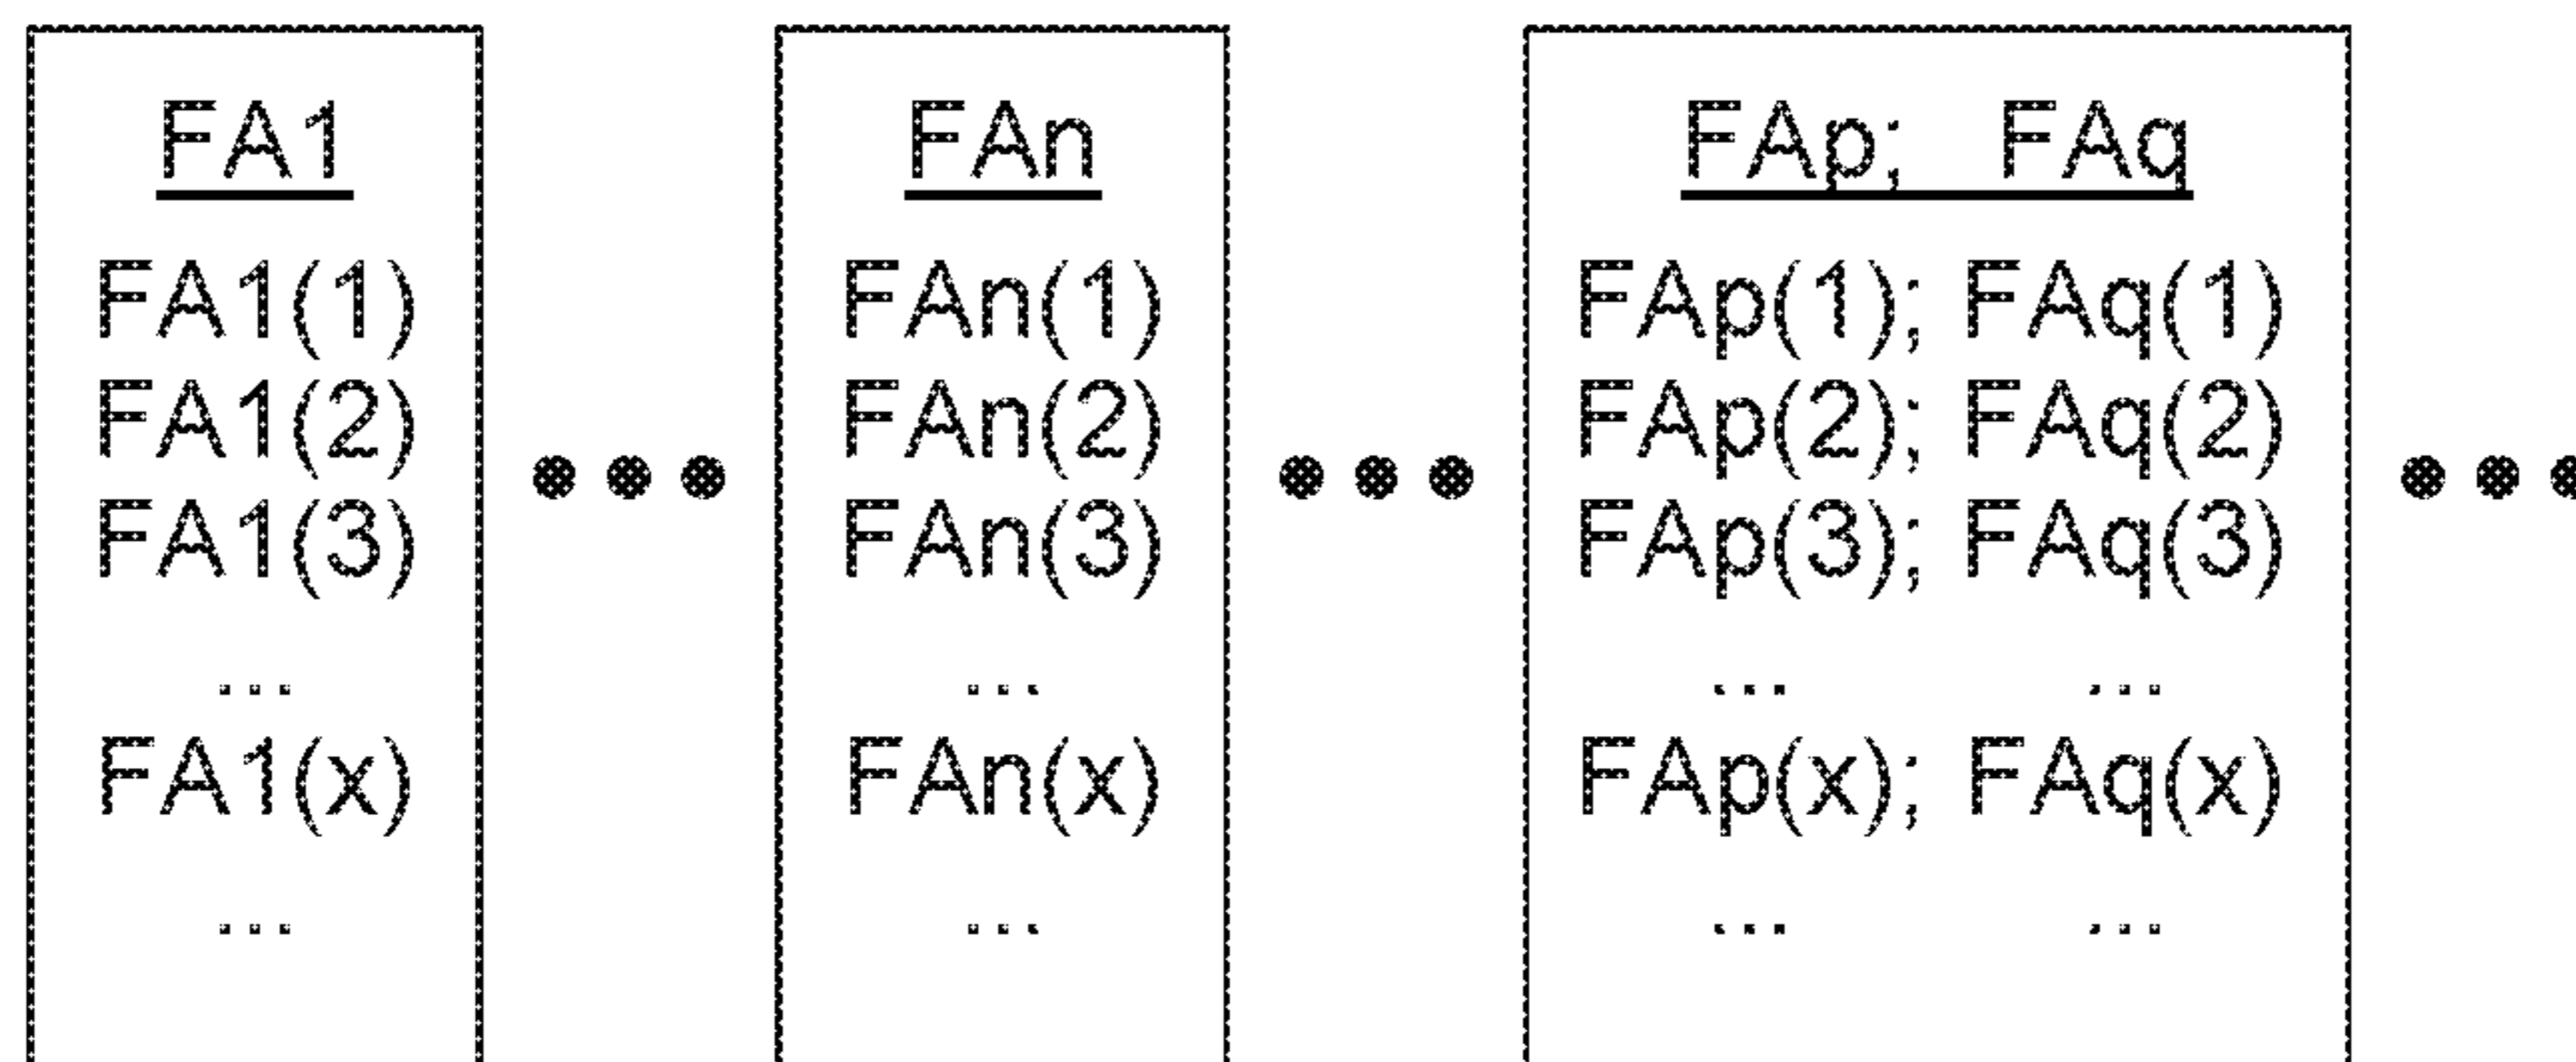 FA1
FA1(1)
FA1(2)
FA1(3)
...
FA1(x)
...
●●●
FAn
FAn(1)
FAn(2)
FAn(3)
...
FAn(x)
...
●●●
FAp; FAq
FAp(1); FAq(1)
FAp(2); FAq(2)
FAp(3); FAq(3)
... ...
FAp(x); FAq(x)
... ...
●●●